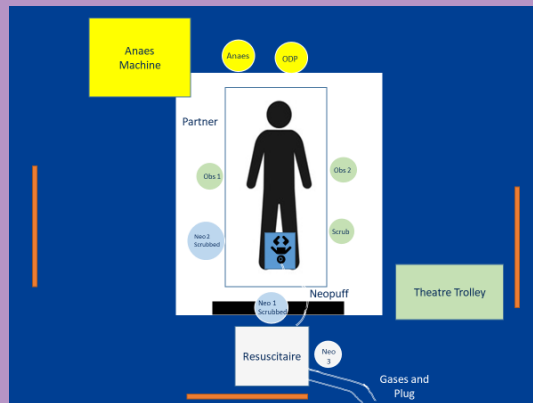 Anaes
Machine
Anaes
ODP
Partner
Obs 1
Obs 2
Neo 2
Scrubbed
Scrub
Neopuff
Neo 1
Scrubbed
Theatre Trolley
Resuscitaire
Neo
3
Gases and
Plug